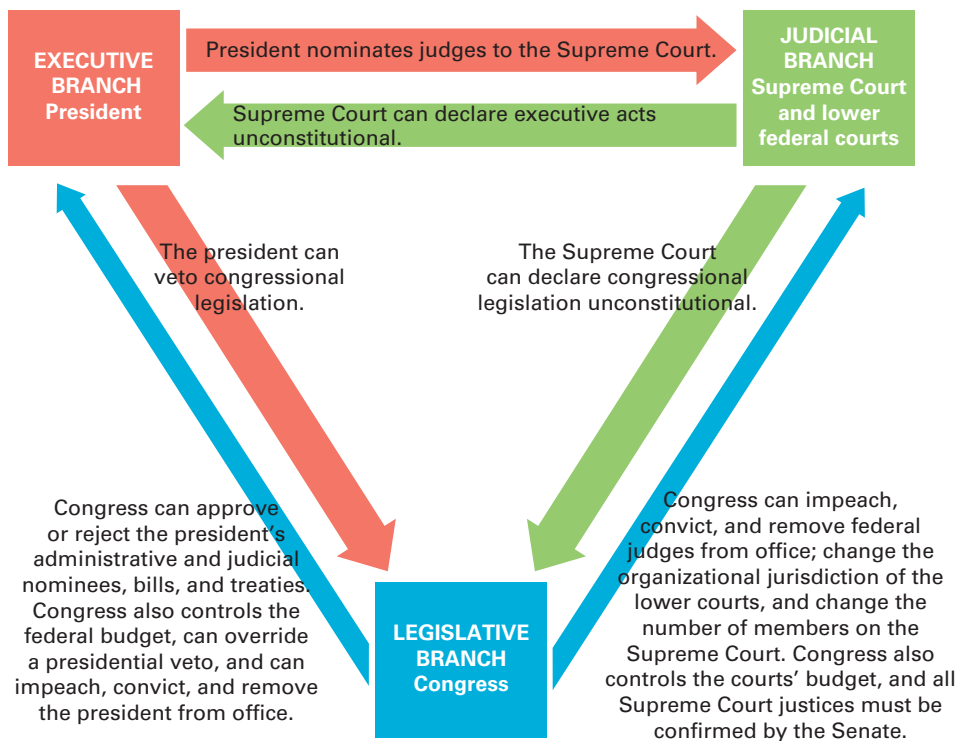 EXECUTIVE
BRANCH
President
President nominates judges to the Supreme Court.
JUDICIAL
BRANCH
Supreme Court
and lower
federal courts
Supreme Court can declare executive acts
unconstitutional.
The president can
veto congressional
legislation.
The Supreme Court
can declare congressional
legislation unconstitutional.
Congress can approve
or reject the president’s
administrative and judicial
nominees, bills, and treaties.
Congress also controls the
federal budget, can override
a presidential veto, and can
impeach, convict, and remove
the president from office.
LEGISLATIVE
BRANCH
Congress
Congress can impeach,
convict, and remove federal
judges from office; change the
organizational jurisdiction of the
lower courts, and change the
number of members on the
Supreme Court. Congress also
controls the courts’ budget, and all
Supreme Court justices must be
confirmed by the Senate.